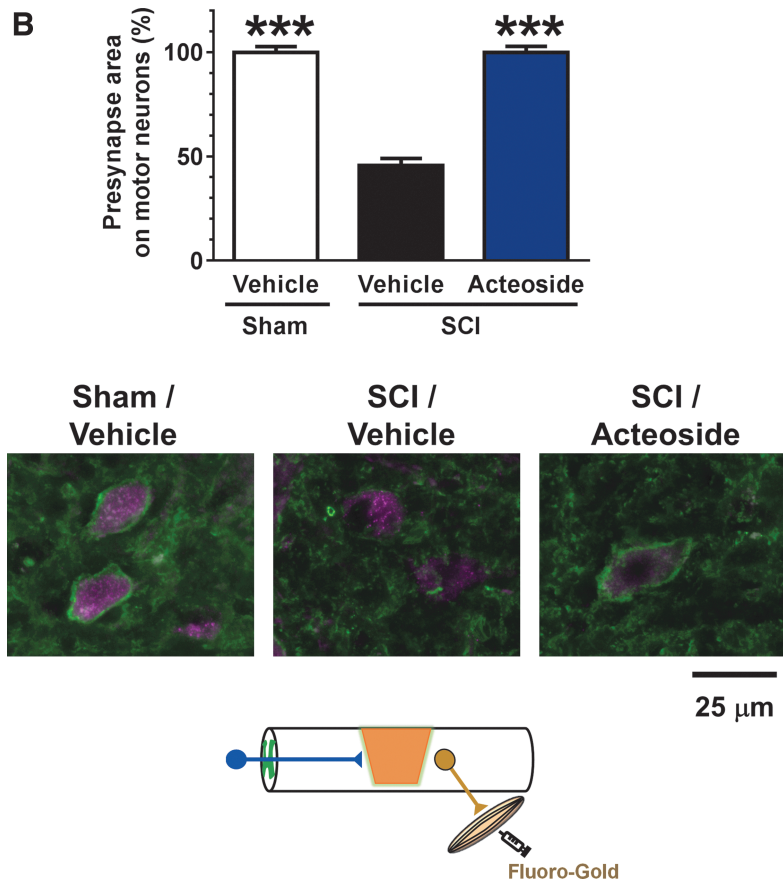 B
Presynapse area
on motor neurons (%)
100
50
0
***
***
Vehicle Vehicle Acteoside
Sham SCI
Sham / SCI / SCI /
Vehicle Vehicle Acteoside
25 μm
Fluoro-Gold